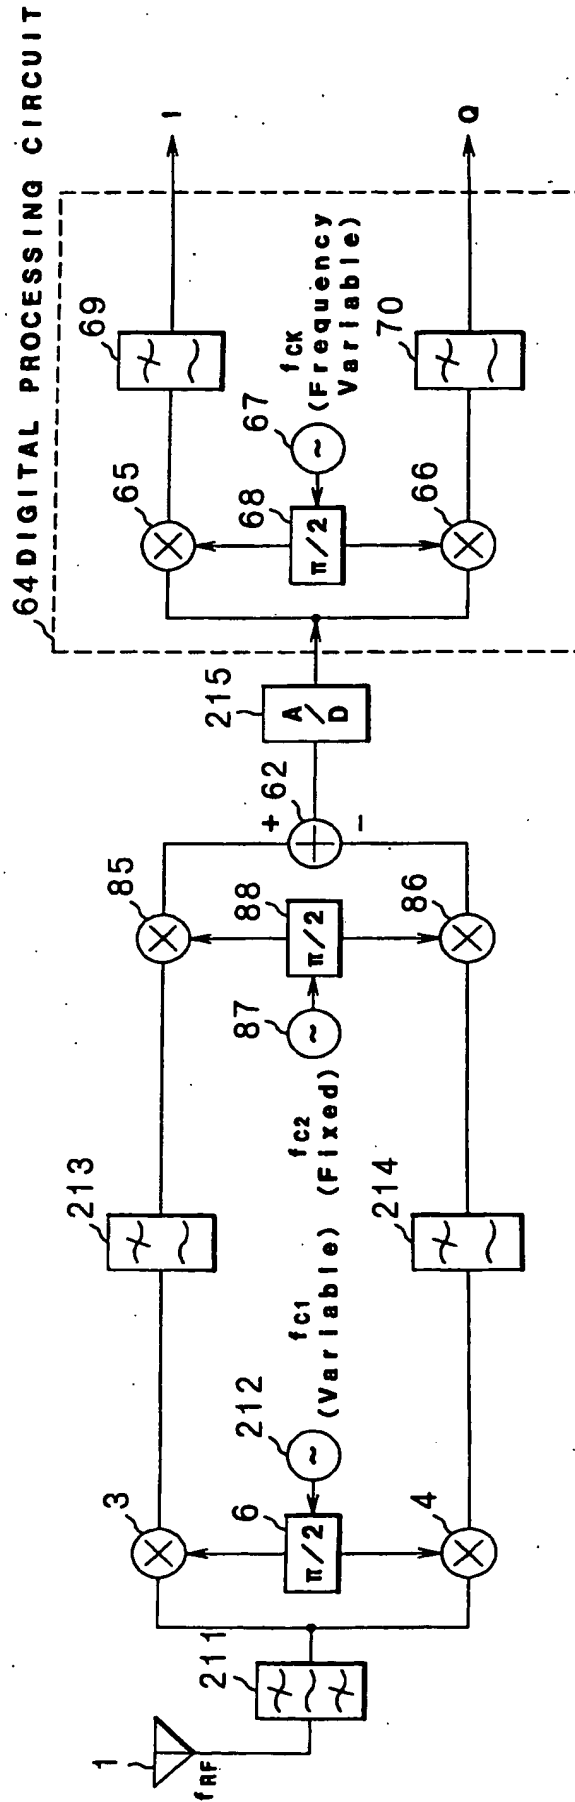 64 DIGITAL PROCESSING CIRCUIT
1
fRF
211
3
6
π/2
4
212
~
fC1
(Variable)
213
214
fC2
(Fixed)
87
~
85
88
π/2
86
+
62
-
215
A/D
65
68
π/2
66
67
~
fCK
(Frequency
Variable)
69
70
I
Q